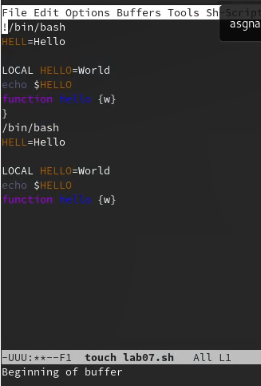 File Edit Options Buffers Tools Sh-Script
asgna
!/bin/bash
HELL=Hello
LOCAL HELLO=World
echo $HELLO
function hello {w}
}
/bin/bash
HELL=Hello
LOCAL HELLO=World
echo $HELLO
function hello {w}
-UUU:**--F1 touch lab07.sh All L1
Beginning of buffer